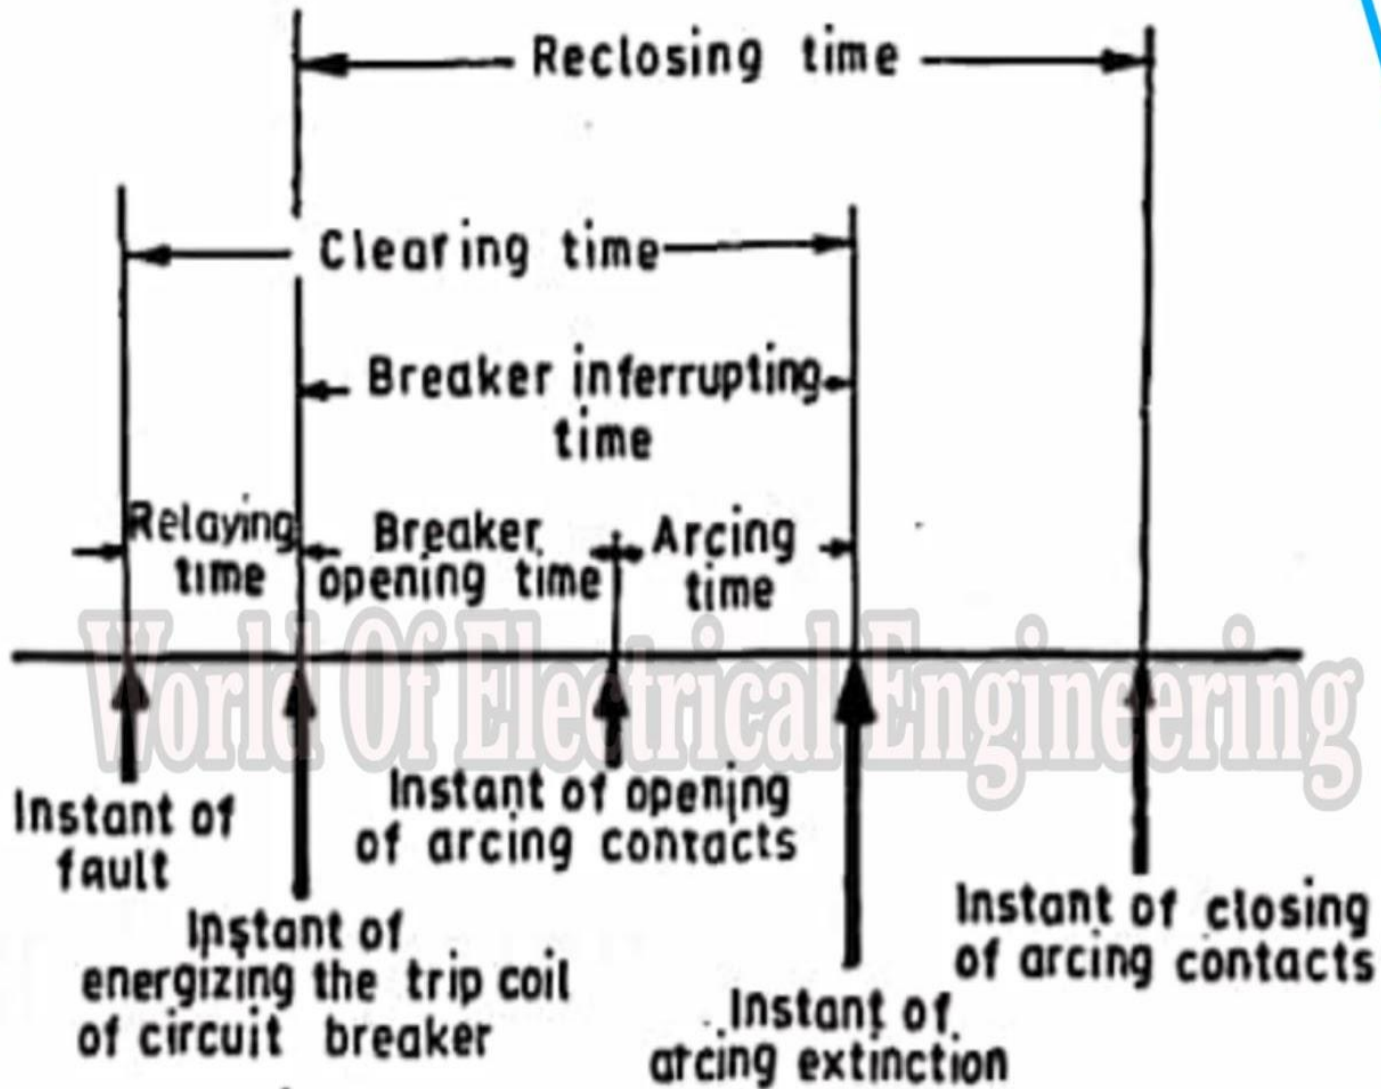 Reclosing time
Clearing time
Breaker inferrupting
time
Relaying
time
Breaker
opening time
Arcing
time
World Of Electrical Engineering
Instant of
fault
Instant of opening
of arcing contacts
Instant of
energizing the trip coil
of circuit breaker
Instant of closing
of arcing contacts
Instant of
arcing extinction